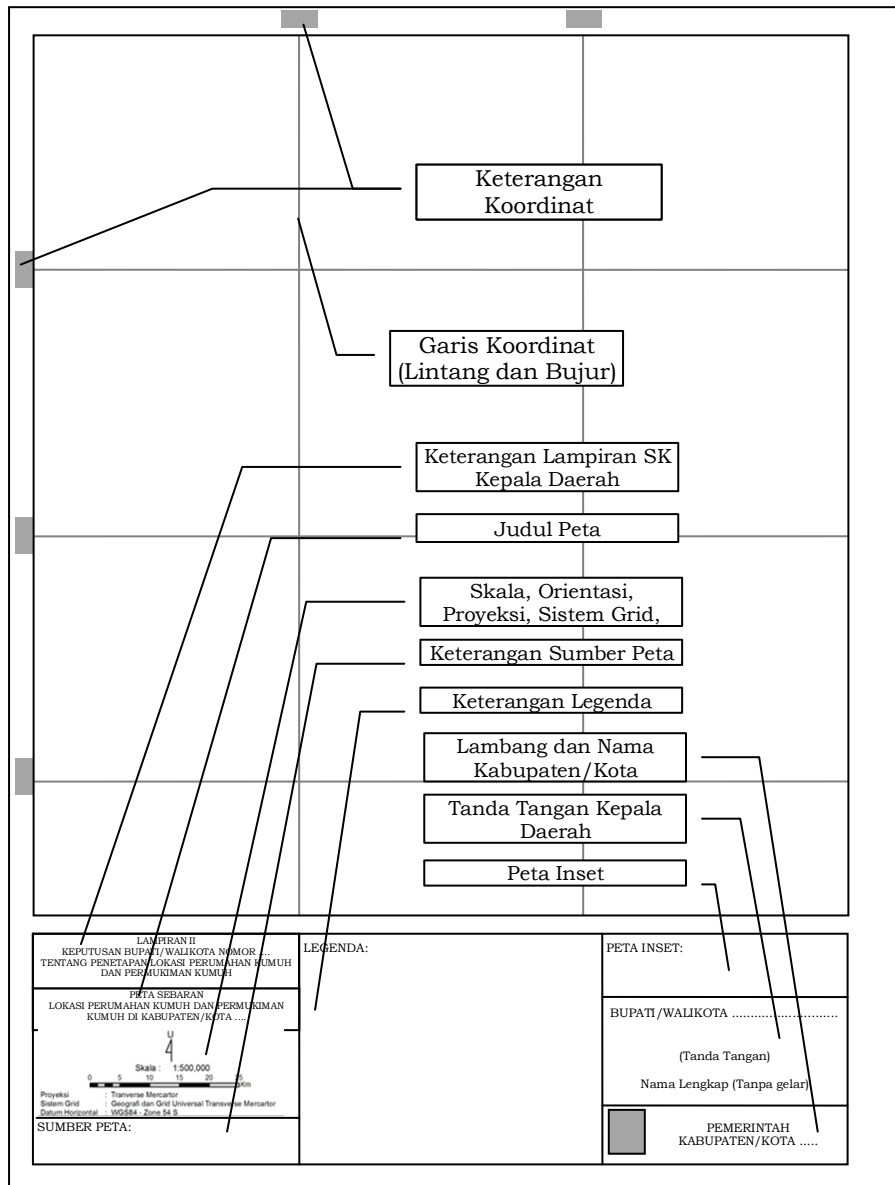 Keterangan
Koordinat
Garis Koordinat
(Lintang dan Bujur)
Keterangan Lampiran SK
Kepala Daerah
Judul Peta
Skala, Orientasi,
Proyeksi, Sistem Grid,
Keterangan Sumber Peta
Keterangan Legenda
Lambang dan Nama
Kabupaten/Kota
Tanda Tangan Kepala
Daerah
Peta Inset
LAMPIRAN II
KEPUTUSAN BUPATI/WALIKOTA NOMOR ....
TENTANG PENETAPAN LOKASI PERUMAHAN KUMUH
DAN PERMUKIMAN KUMUH
PETA SEBARAN
LOKASI PERUMAHAN KUMUH DAN PERMUKIMAN
KUMUH DI KABUPATEN/KOTA ....
U
Skala : 1:500,000
0 5 10 15 20 25
Km
Proyeksi : Tranverse Mercartor
Sistem Grid : Geografi dan Grid Universal Transverse Mercartor
Datum Horizontal : WGS84 - Zone 54 S
SUMBER PETA:
LEGENDA:
PETA INSET:
BUPATI/WALIKOTA ............................
(Tanda Tangan)
Nama Lengkap (Tanpa gelar)
PEMERINTAH
KABUPATEN/KOTA .....